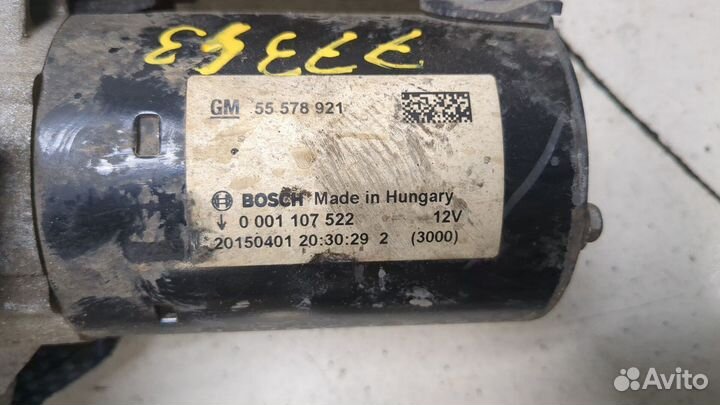 77343
GM 55 578 921
BOSCH Made in Hungary
↓ 0 001 107 522 12V
20150401 20:30:29 2 (3000)
Avito